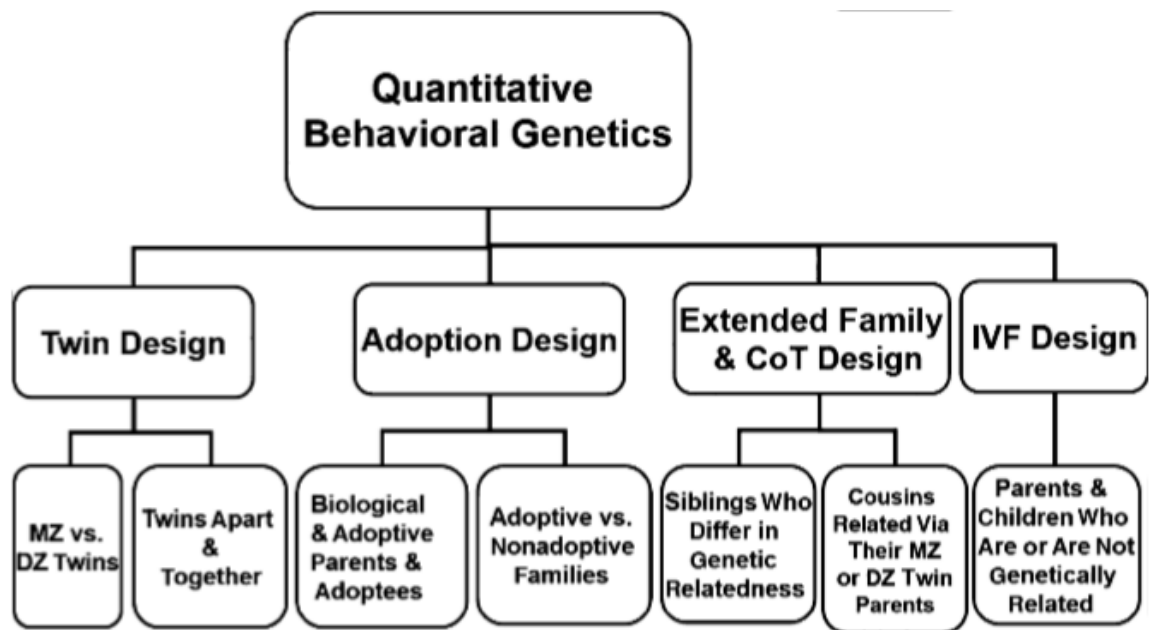 Quantitative
Behavioral Genetics
Twin Design
Adoption Design
Extended Family
& CoT Design
IVF Design
MZ vs.
DZ Twins
Twins Apart
&
Together
Biological
& Adoptive
Parents &
Adoptees
Adoptive vs.
Nonadoptive
Families
Siblings Who
Differ in
Genetic
Relatedness
Cousins
Related Via
Their MZ
or DZ Twin
Parents
Parents &
Children Who
Are or Are Not
Genetically
Related